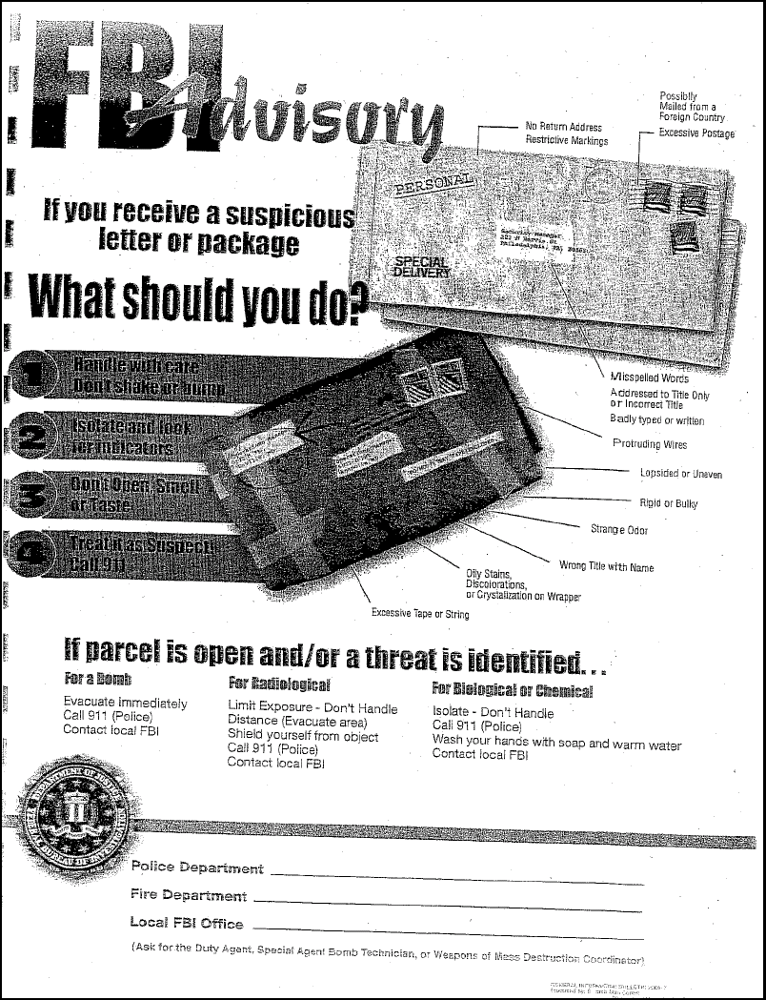 FBI
Advisory
If you receive a suspicious
letter or package
What should you do?
1 Handle with care
Don't shake or bump
2 Isolate and look
for indicators
3 Don't Open, Smell
or Taste
4 Treat it as Suspect!
Call 911
No Return Address
Restrictive Markings
Possibly
Mailed from a
Foreign Country
Excessive Postage
PERSONAL
SPECIAL
DELIVERY
Misspelled Words
Addressed to Title Only
or Incorrect Title
Badly typed or written
Protruding Wires
Lopsided or Uneven
Rigid or Bulky
Strange Odor
Wrong Title with Name
Oily Stains,
Discolorations,
or Crystalization on Wrapper
Excessive Tape or String
If parcel is open and/or a threat is identified...
For a Bomb
Evacuate Immediately
Call 911 (Police)
Contact local FBI
For Radiological
Limit Exposure - Don't Handle
Distance (Evacuate area)
Shield yourself from object
Call 911 (Police)
Contact local FBI
For Biological or Chemical
Isolate - Don't Handle
Call 911 (Police)
Wash your hands with soap and warm water
Contact local FBI
Police Department
Fire Department
Local FBI Office
(Ask for the Duty Agent, Special Agent Bomb Technician, or Weapons of Mass Destruction Coordinator)